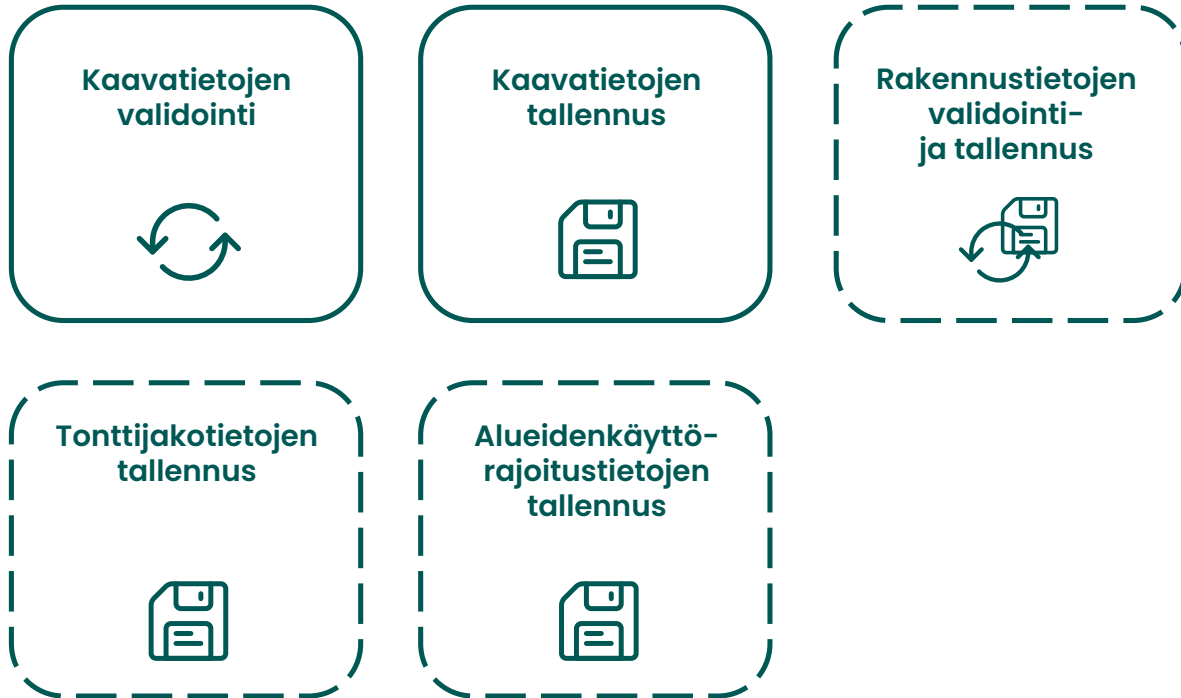 Kaavatietojen
validointi
Kaavatietojen
tallennus
Rakennustietojen
validointi-
ja tallennus
Tonttijakotietojen
tallennus
Alueidenkäyttö-
rajoitustietojen
tallennus